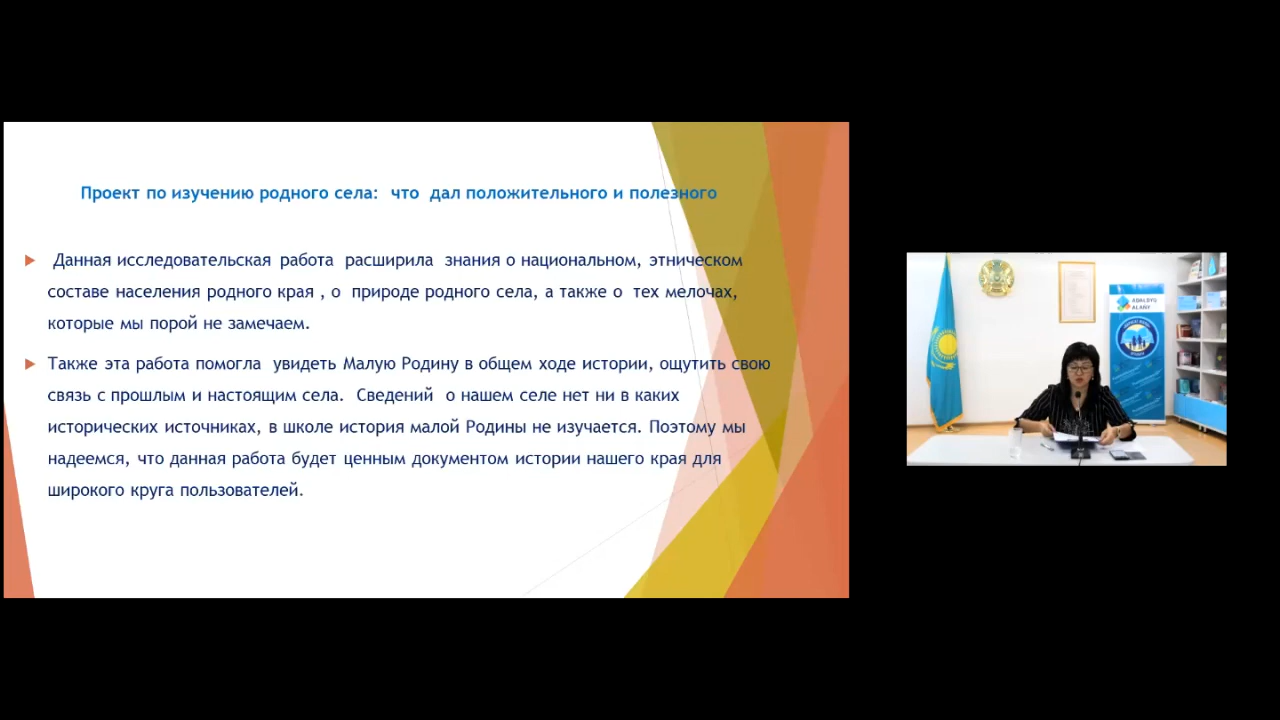 Проект по изучению родного села: что дал положительного и полезного
Данная исследовательская работа расширила знания о национальном, этническом
составе населения родного края , о природе родного села, а также о тех мелочах,
которые мы порой не замечаем.
Также эта работа помогла увидеть Малую Родину в общем ходе истории, ощутить свою
связь с прошлым и настоящим села. Сведений о нашем селе нет ни в каких
исторических источниках, в школе история малой Родины не изучается. Поэтому мы
надеемся, что данная работа будет ценным документом истории нашего края для
широкого круга пользователей.
ADALDYQ
ALAŃY